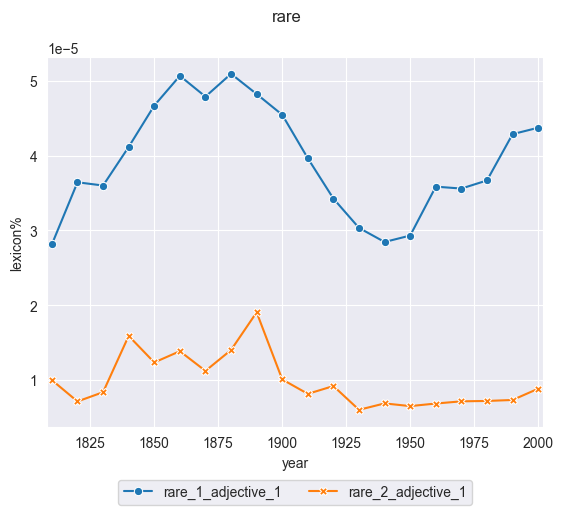 rare
1e−5
5
4
3
2
1
lexicon%
1825 1850 1875 1900 1925 1950 1975 2000
year
rare_1_adjective_1 rare_2_adjective_1